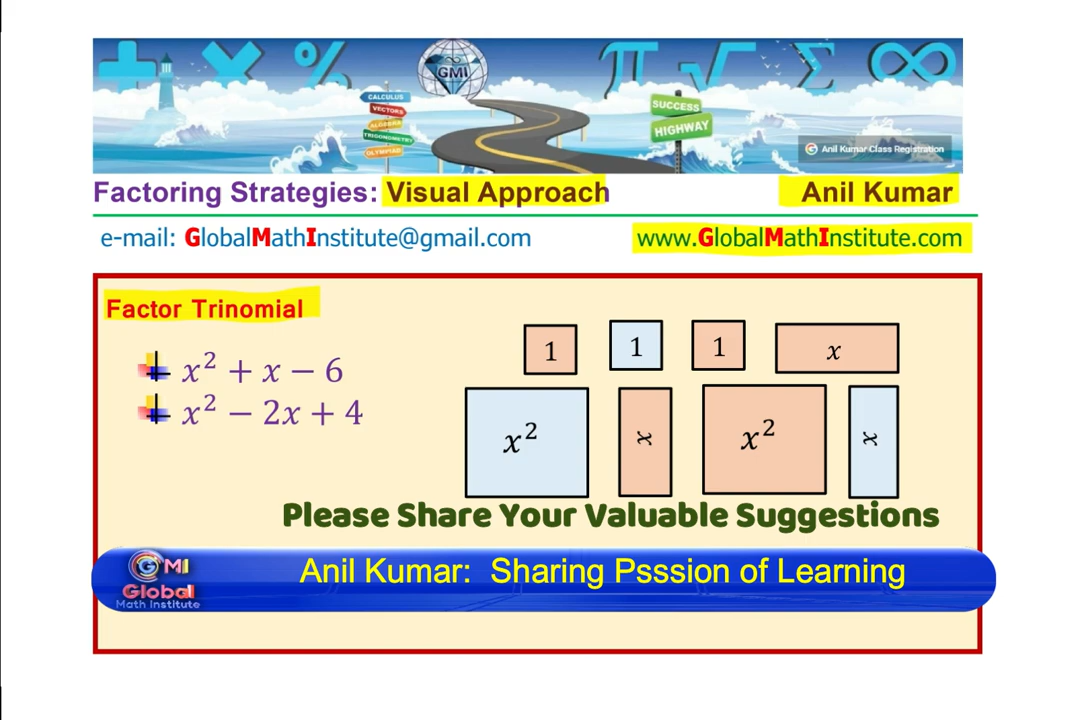 GMI
CALCULUS
VECTORS
ALGEBRA
TRIGONOMETRY
OLYMPIAD
SUCCESS
HIGHWAY
Anil Kumar Class Registration
Factoring Strategies: Visual Approach Anil Kumar
e-mail: GlobalMathInstitute@gmail.com www.GlobalMathInstitute.com
Factor Trinomial
x² + x − 6
x² − 2x + 4
1 1 1 x
x² x x² x
Please Share Your Valuable Suggestions
GMI
Global
Math Institute
Anil Kumar: Sharing Psssion of Learning